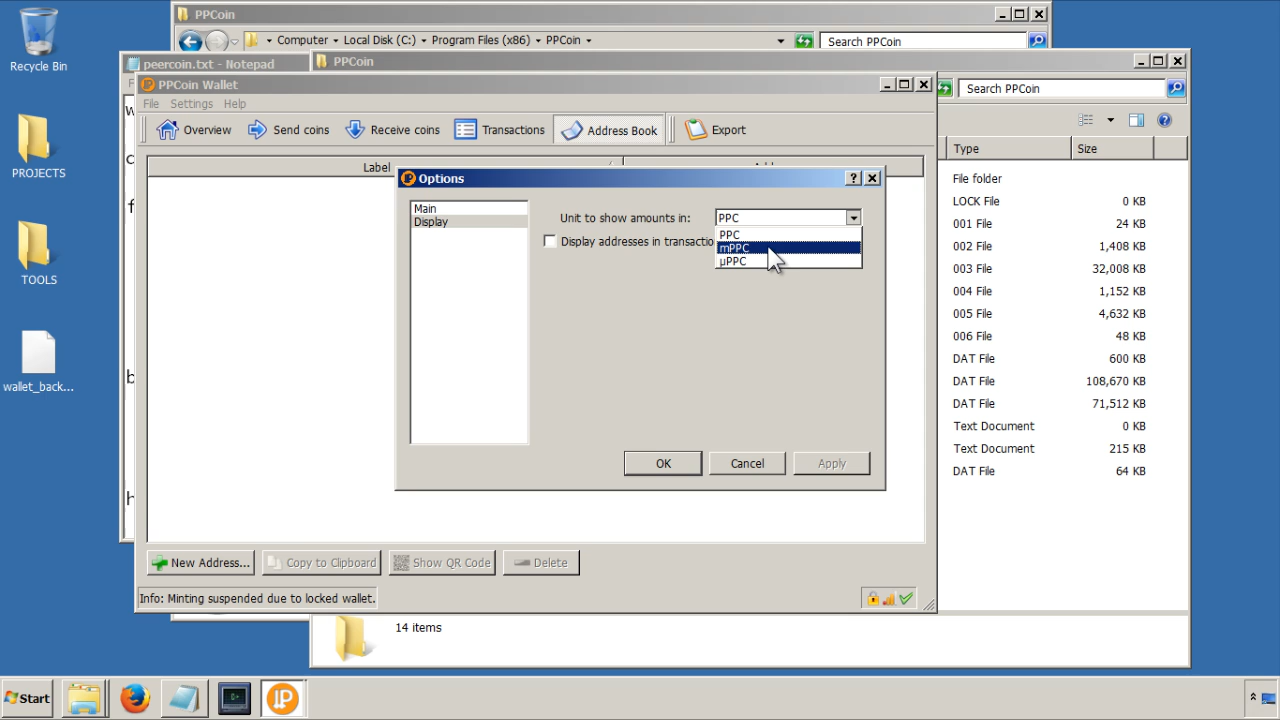 Recycle Bin
PROJECTS
TOOLS
wallet_back...
PPCoin
Computer
Local Disk (C:)
Program Files (x86)
PPCoin
Search PPCoin
peercoin.txt - Notepad
PPCoin
Search PPCoin
PPCoin Wallet
File
Settings
Help
Overview
Send coins
Receive coins
Transactions
Address Book
Export
Label
Options
Main
Display
Unit to show amounts in:
PPC
PPC
mPPC
µPPC
Display addresses in transactio
OK
Cancel
Apply
New Address...
Copy to Clipboard
Show QR Code
Delete
Info: Minting suspended due to locked wallet.
Type
Size
File folder
LOCK File
0 KB
001 File
24 KB
002 File
1,408 KB
003 File
32,008 KB
004 File
1,152 KB
005 File
4,632 KB
006 File
48 KB
DAT File
600 KB
DAT File
108,670 KB
DAT File
71,512 KB
Text Document
0 KB
Text Document
215 KB
DAT File
64 KB
14 items
Start